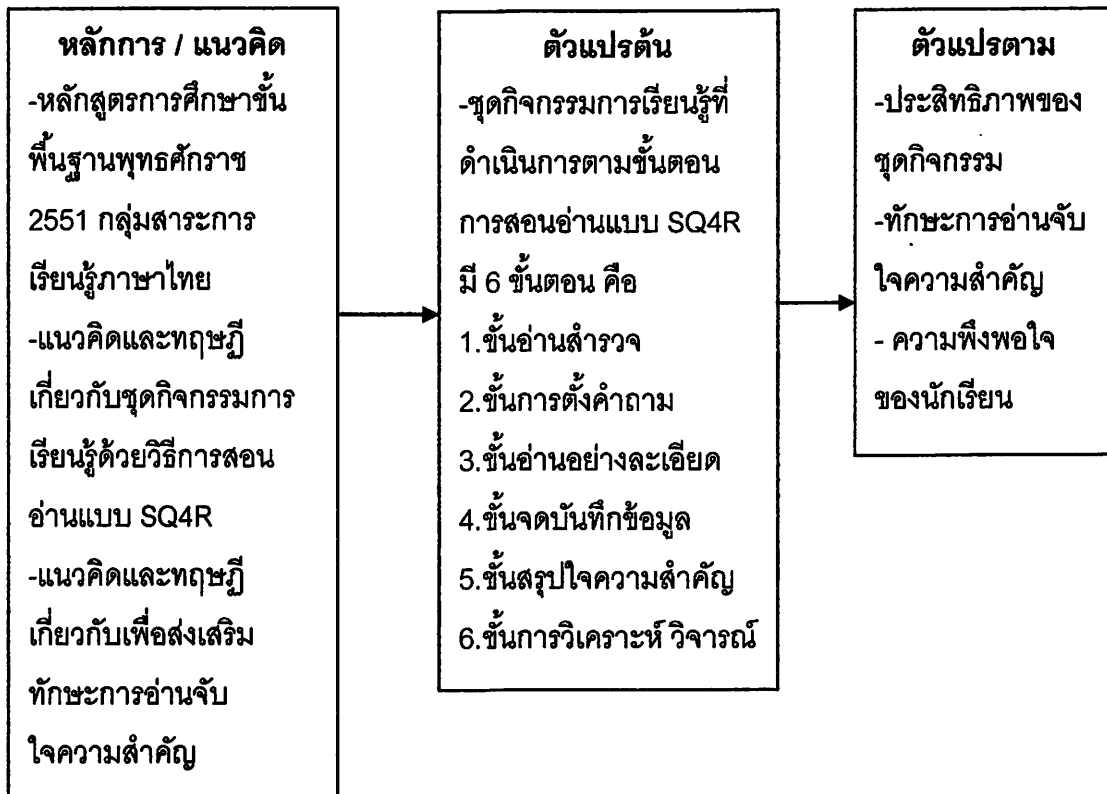 หลักการ / แนวคิด
-หลักสูตรการศึกษาขั้น
พื้นฐานพุทธศักราช
2551 กลุ่มสาระการ
เรียนรู้ภาษาไทย
-แนวคิดและทฤษฎี
เกี่ยวกับชุดกิจกรรมการ
เรียนรู้ด้วยวิธีการสอน
อ่านแบบ SQ4R
-แนวคิดและทฤษฎี
เกี่ยวกับเพื่อส่งเสริม
ทักษะการอ่านจับ
ใจความสำคัญ
ตัวแปรต้น
-ชุดกิจกรรมการเรียนรู้ที่
ดำเนินการตามขั้นตอน
การสอนอ่านแบบ SQ4R
มี 6 ขั้นตอน คือ
1.ขั้นอ่านสำรวจ
2.ขั้นการตั้งคำถาม
3.ขั้นอ่านอย่างละเอียด
4.ขั้นจดบันทึกข้อมูล
5.ขั้นสรุปใจความสำคัญ
6.ขั้นการวิเคราะห์ วิจารณ์
ตัวแปรตาม
-ประสิทธิภาพของ
ชุดกิจกรรม
-ทักษะการอ่านจับ
ใจความสำคัญ
- ความพึงพอใจ
ของนักเรียน